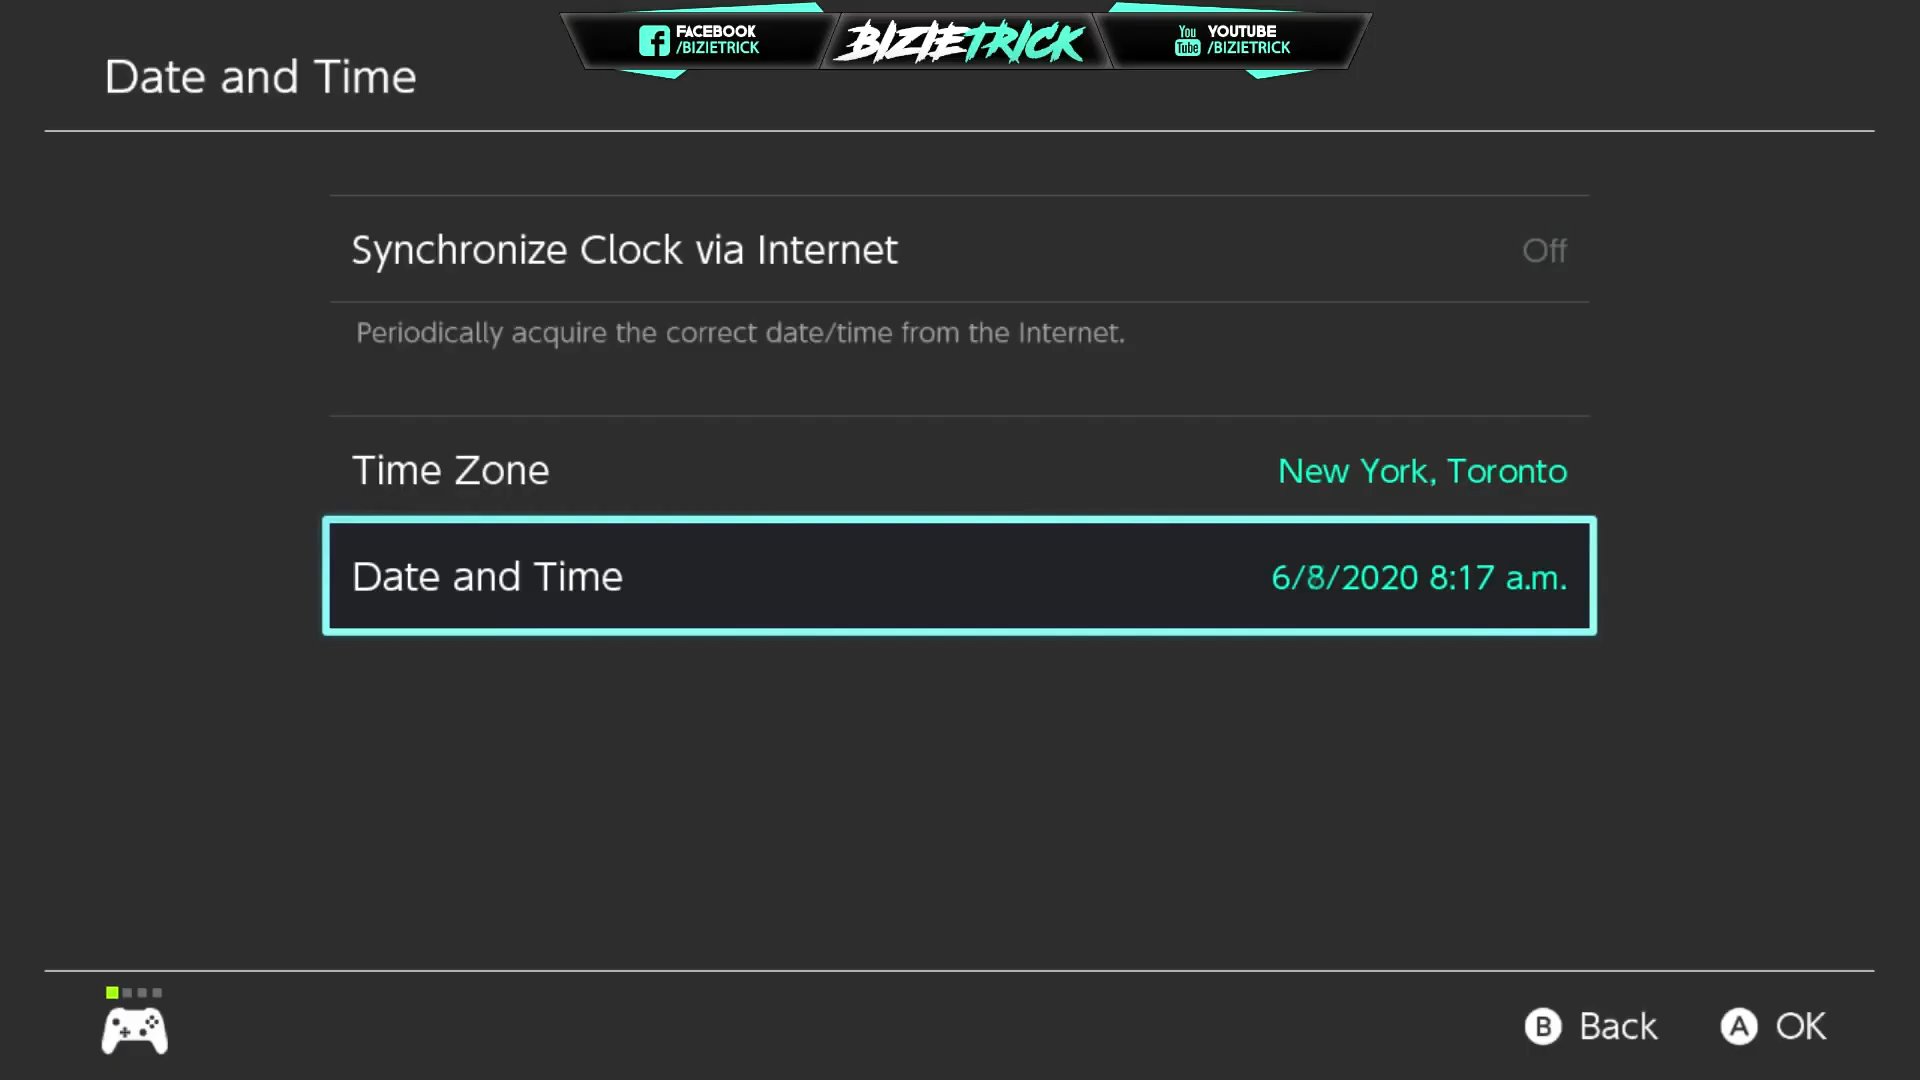 FACEBOOK
/BIZIETRICK
BIZIETRICK
You
Tube
YOUTUBE
/BIZIETRICK
Date and Time
Synchronize Clock via Internet Off
Periodically acquire the correct date/time from the Internet.
Time Zone New York, Toronto
Date and Time 6/8/2020 8:17 a.m.
B Back A OK